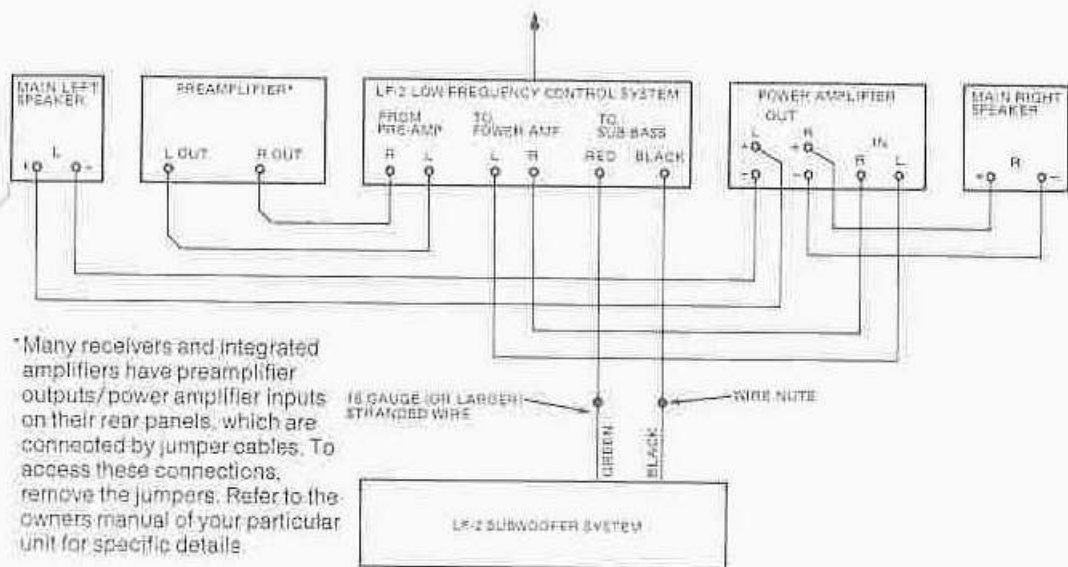 MAIN LEFT
SPEAKER
L
+ -
PREAMPLIFIER*
L OUT
R OUT
LF-2 LOW FREQUENCY CONTROL SYSTEM
FROM
PRE-AMP
TO
POWER AMP
TO
SUB BASS
R L L R RED BLACK
POWER AMPLIFIER
OUT
L R IN
+ + R L
- -
MAIN RIGHT
SPEAKER
R
+ -
*Many receivers and integrated
amplifiers have preamplifier
outputs/power amplifier inputs
on their rear panels, which are
connected by jumper cables. To
access these connections,
remove the jumpers. Refer to the
owners manual of your particular
unit for specific details.
GAUGE (OR LARGER)
STRANDED WIRE
WIRE NUTS
GREEN
BLACK
LF-2 SUBWOOFER SYSTEM